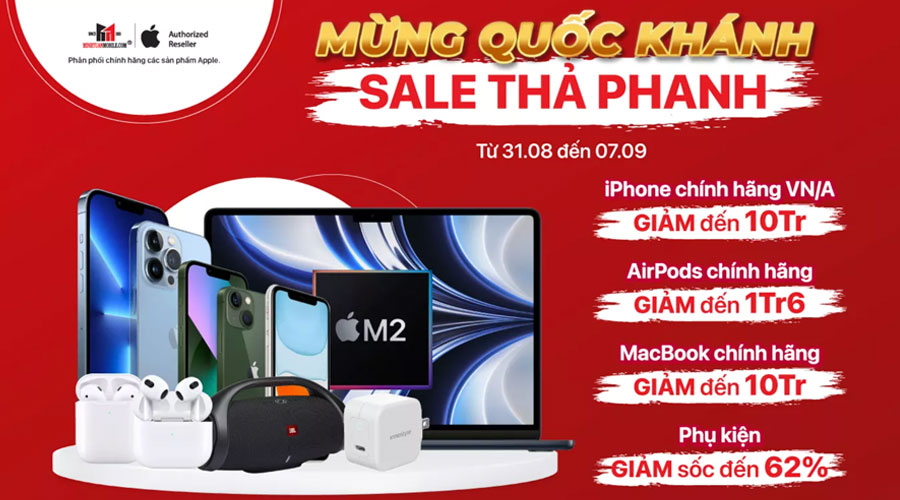 MINHTUANMOBILE.COM
Authorized
Reseller
Phân phối chính hãng các sản phẩm Apple.
MỪNG QUỐC KHÁNH
SALE THẢ PHANH
Từ 31.08 đến 07.09
iPhone chính hãng VN/A
GIẢM đến 10Tr
AirPods chính hãng
GIẢM đến 1Tr6
MacBook chính hãng
GIẢM đến 10Tr
Phụ kiện
GIẢM sốc đến 62%
M2
JBL